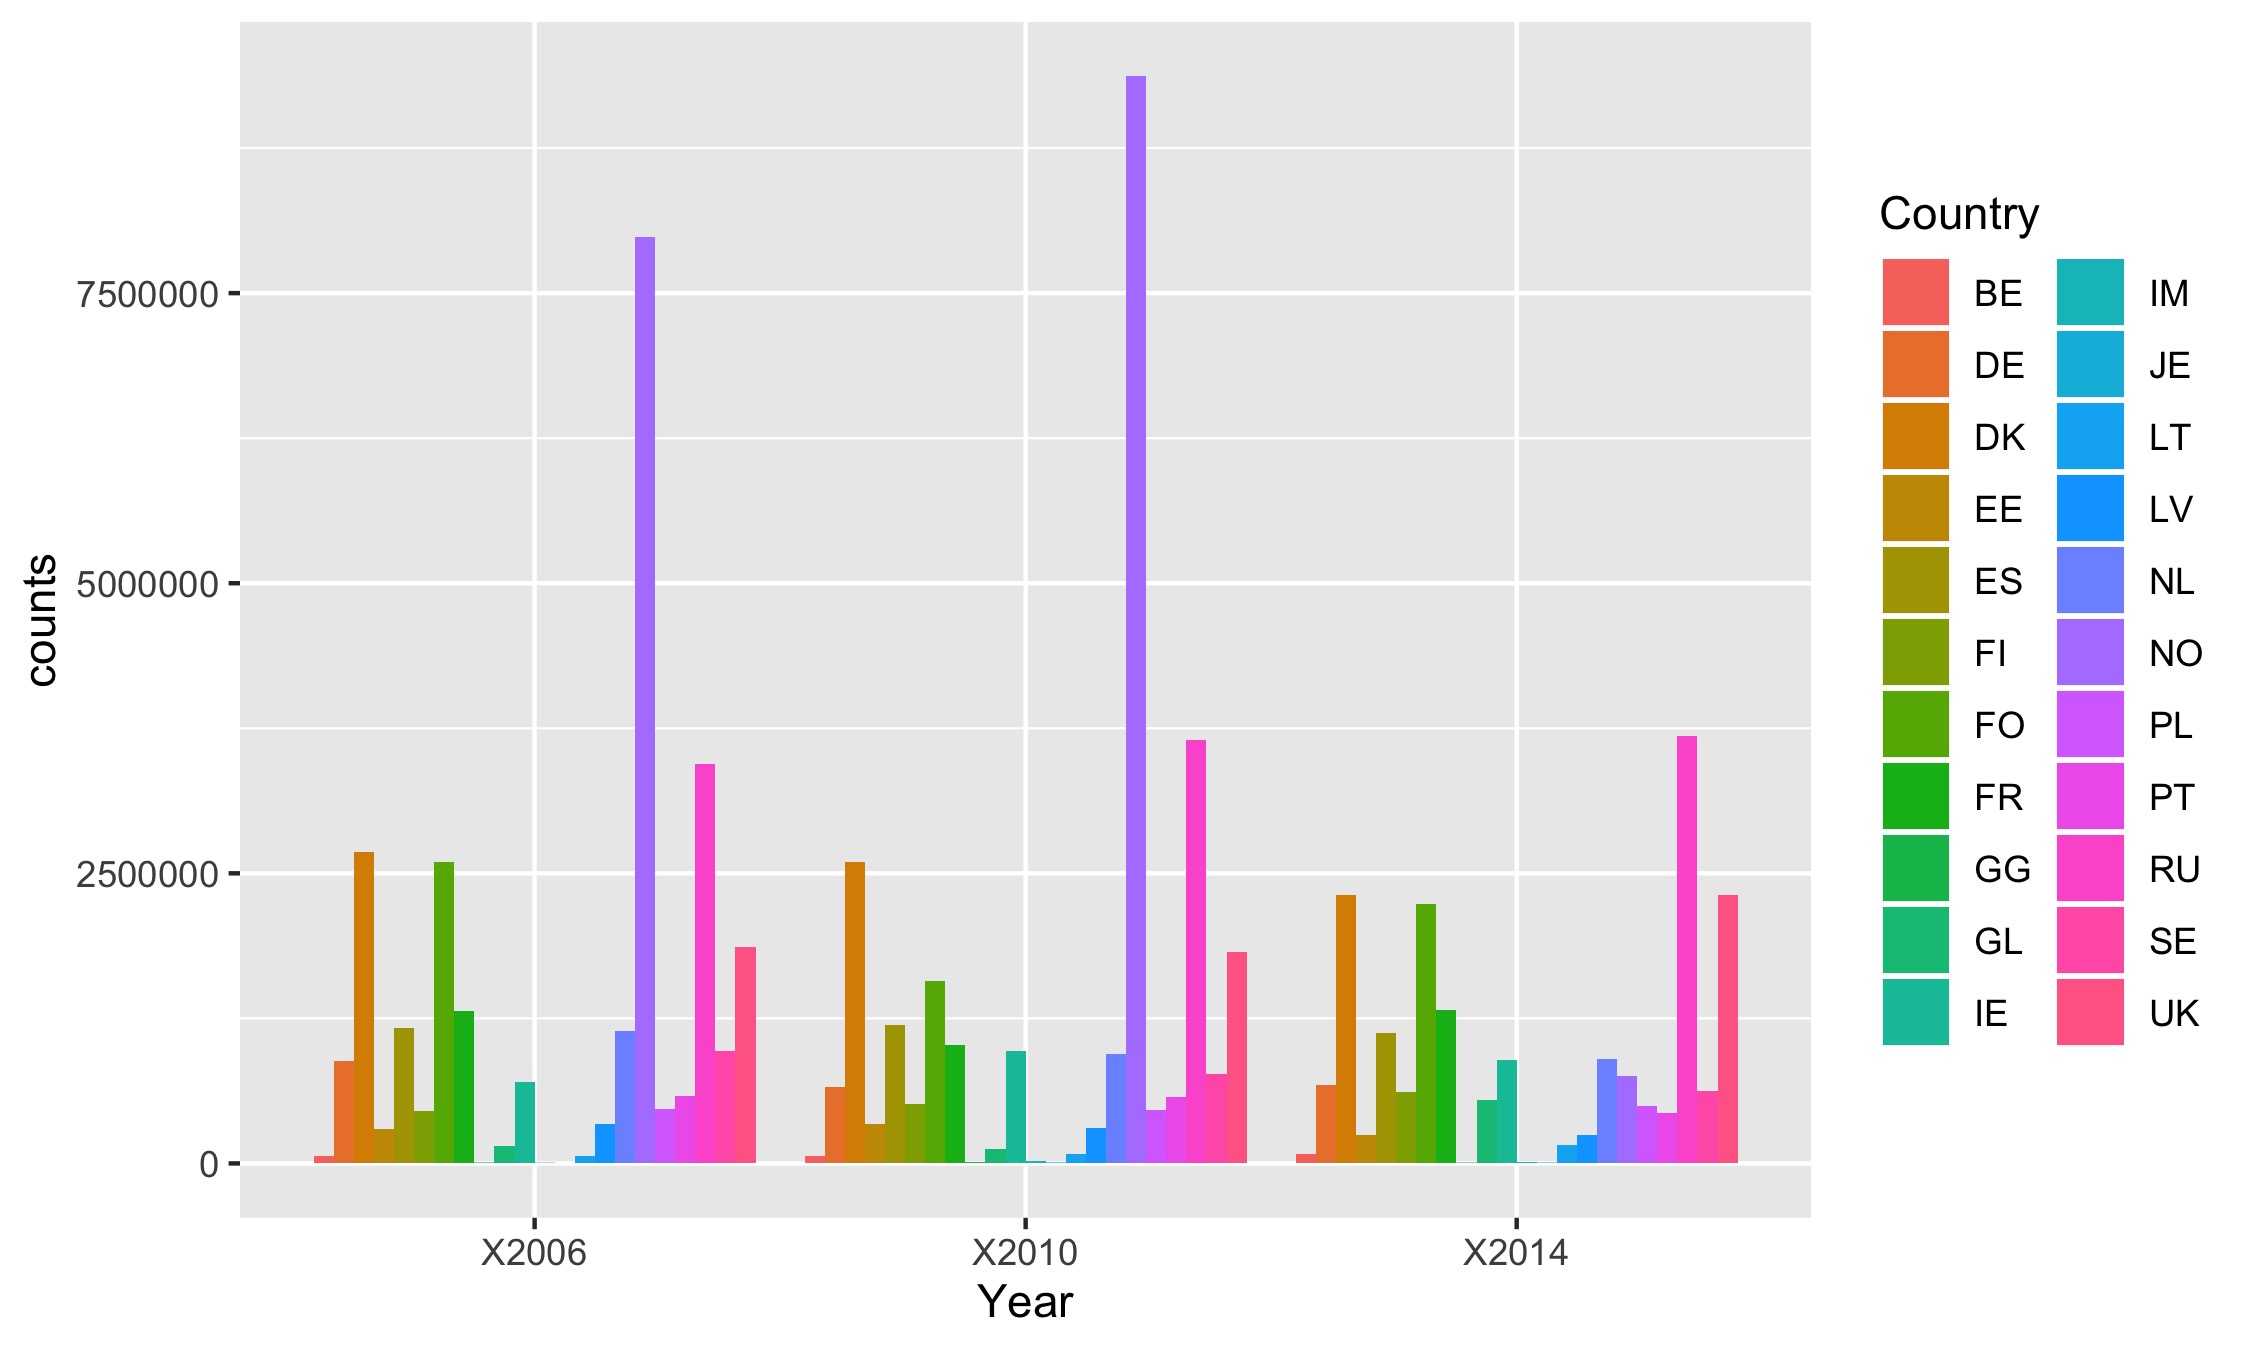 counts
7500000
5000000
2500000
0
X2006 X2010 X2014
Year
Country
BE IM
DE JE
DK LT
EE LV
ES NL
FI NO
FO PL
FR PT
GG RU
GL SE
IE UK